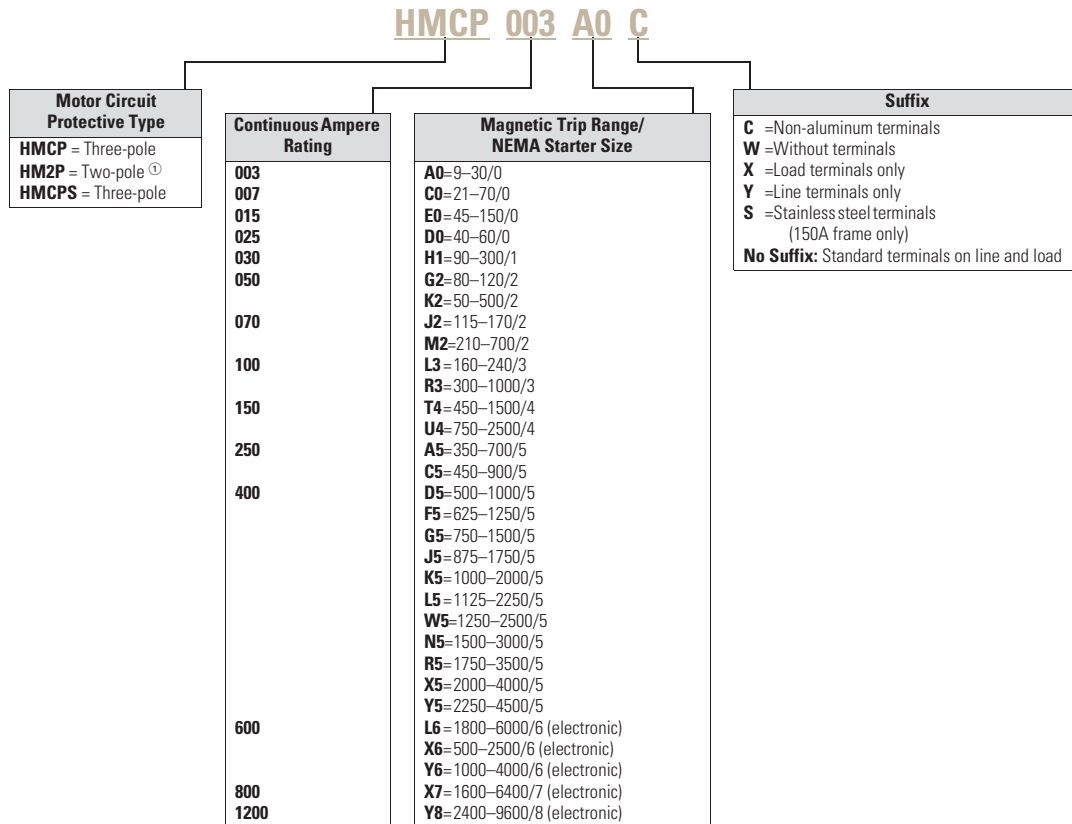 HMCP 003 A0 C
Motor Circuit
Protective Type
HMCP = Three-pole
HM2P = Two-pole ①
HMCPS = Three-pole
Continuous Ampere
Rating
003
007
015
025
030
050
070
100
150
250
400
600
800
1200
Magnetic Trip Range/
NEMA Starter Size
A0=9–30/0
C0=21–70/0
E0=45–150/0
D0=40–60/0
H1=90–300/1
G2=80–120/2
K2=50–500/2
J2=115–170/2
M2=210–700/2
L3=160–240/3
R3=300–1000/3
T4=450–1500/4
U4=750–2500/4
A5=350–700/5
C5=450–900/5
D5=500–1000/5
F5=625–1250/5
G5=750–1500/5
J5=875–1750/5
K5=1000–2000/5
L5=1125–2250/5
W5=1250–2500/5
N5=1500–3000/5
R5=1750–3500/5
X5=2000–4000/5
Y5=2250–4500/5
L6=1800–6000/6 (electronic)
X6=500–2500/6 (electronic)
Y6=1000–4000/6 (electronic)
X7=1600–6400/7 (electronic)
Y8=2400–9600/8 (electronic)
Suffix
C =Non-aluminum terminals
W =Without terminals
X =Load terminals only
Y =Line terminals only
S =Stainless steel terminals
(150A frame only)
No Suffix: Standard terminals on line and load